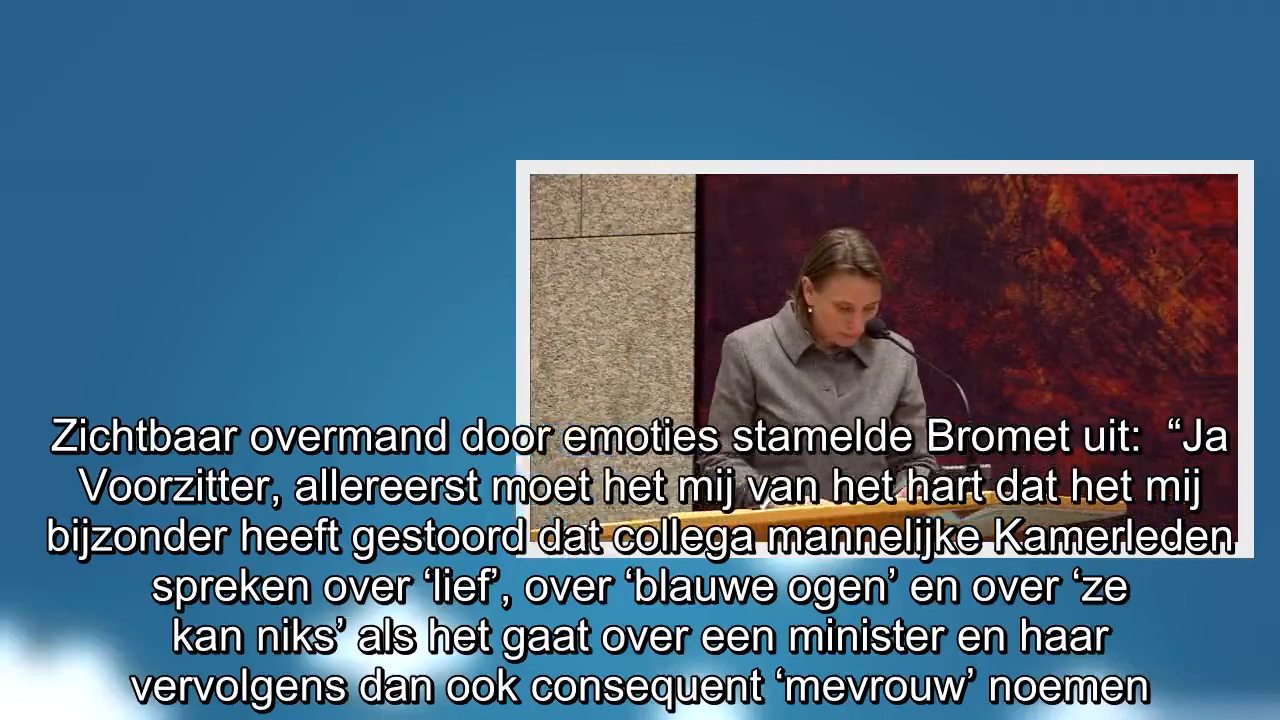 Zichtbaar overmand door emoties stamelde Bromet uit:  “Ja
Voorzitter, allereerst moet het mij van het hart dat het mij
bijzonder heeft gestoord dat collega mannelijke Kamerleden
spreken over ‘lief’, over ‘blauwe ogen’ en over ‘ze
kan niks’ als het gaat over een minister en haar
vervolgens dan ook consequent ‘mevrouw’ noemen